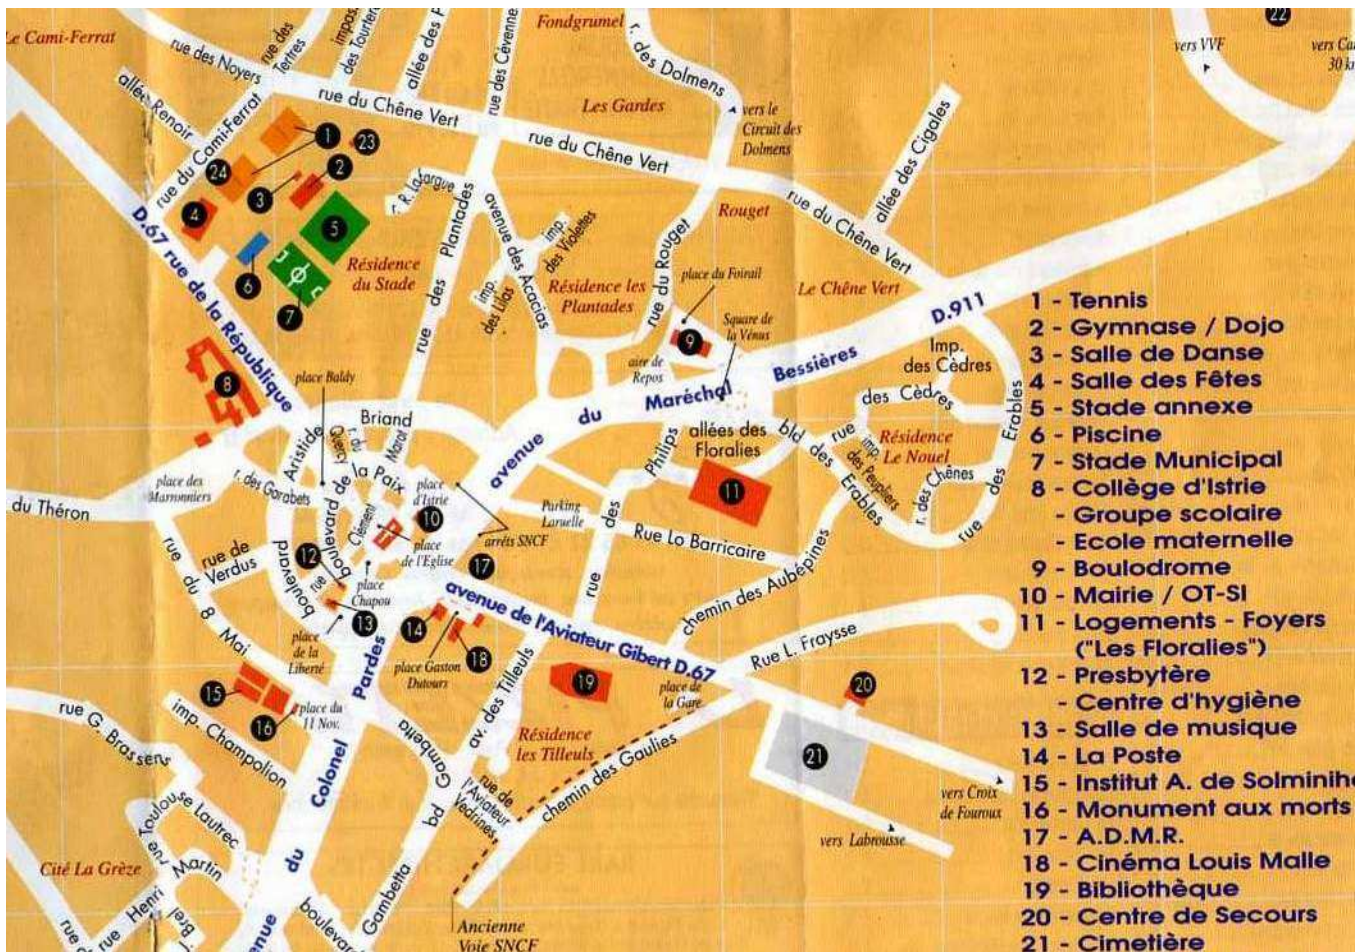 Le Cami-Ferrat
rue des Noyers
rue des
Tertres
impas.
des Tourter
allée des P
rue des Cévenne
Fondgrumel
r. des Dolmens
22
vers VVF
vers Ca
30 k
allée
Renoir
rue du Cami-Ferrat
rue du Chêne Vert
Les Gardes
vers le
Circuit des
Dolmens
rue du Chêne Vert
allée des Cigales
1
23
24
2
3
4
5
6
7
r. R. Lasargue
avenue des Acacias
imp.
des Violettes
Rouget
rue du Chêne Vert
D.67 rue de la République
Résidence
du Stade
rue des Plantades
imp.
des Lilas
Résidence les
Plantades
rue du Rouget
place du Foirail
Le Chêne Vert
D.911
Square de
la Vénus
9
aire de
Repos
Imp.
des Cèdres
8
place Baldy
avenue du Maréchal Bessières
rue des Cèdres
rue des Erables
Aristide Briand
r. du
Quercy
Marot
allées des
Floralies
Philips
bld des Erables
Résidence
Le Nouel
imp.
des Peupliers
r. des Chênes
place des
Marronniers
r. des Garabets
boulevard de la Paix
place
d'Istrie
10
Parking
Laruelle
11
du Théron
Clément
arrêts SNCF
rue des
Rue Lo Barricaire
place
de l'Eglise
rue de
Verdus
boulevard
12
rue
17
rue du 8 Mai
place
Chapou
13
chemin des Aubépines
avenue de l'Aviateur Gibert D.67
14
place
de la
Liberté
place Gaston
Dutours
18
Rue L. Fraysse
15
16
place du
11 Nov.
19
place de
la Gare
20
rue G. Brassens
imp. Champolion
avenue du Colonel Pardes
bd Gambetta
av. des Tilleuls
Résidence
les Tilleuls
21
rue Toulouse Lautrec
rue de
l'Aviateur
Vedrines
chemin des Gaulies
vers Croix
de Fouroux
vers Labrousse
Cité La Grèze
rue Henri Martin
Brel
boulevard Gambetta
Ancienne
Voie SNCF
1 - Tennis
2 - Gymnase / Dojo
3 - Salle de Danse
4 - Salle des Fêtes
5 - Stade annexe
6 - Piscine
7 - Stade Municipal
8 - Collège d'Istrie
- Groupe scolaire
- Ecole maternelle
9 - Boulodrome
10 - Mairie / OT-SI
11 - Logements - Foyers
("Les Floralies")
12 - Presbytère
- Centre d'hygiène
13 - Salle de musique
14 - La Poste
15 - Institut A. de Solminih
16 - Monument aux morts
17 - A.D.M.R.
18 - Cinéma Louis Malle
19 - Bibliothèque
20 - Centre de Secours
21 - Cimetière